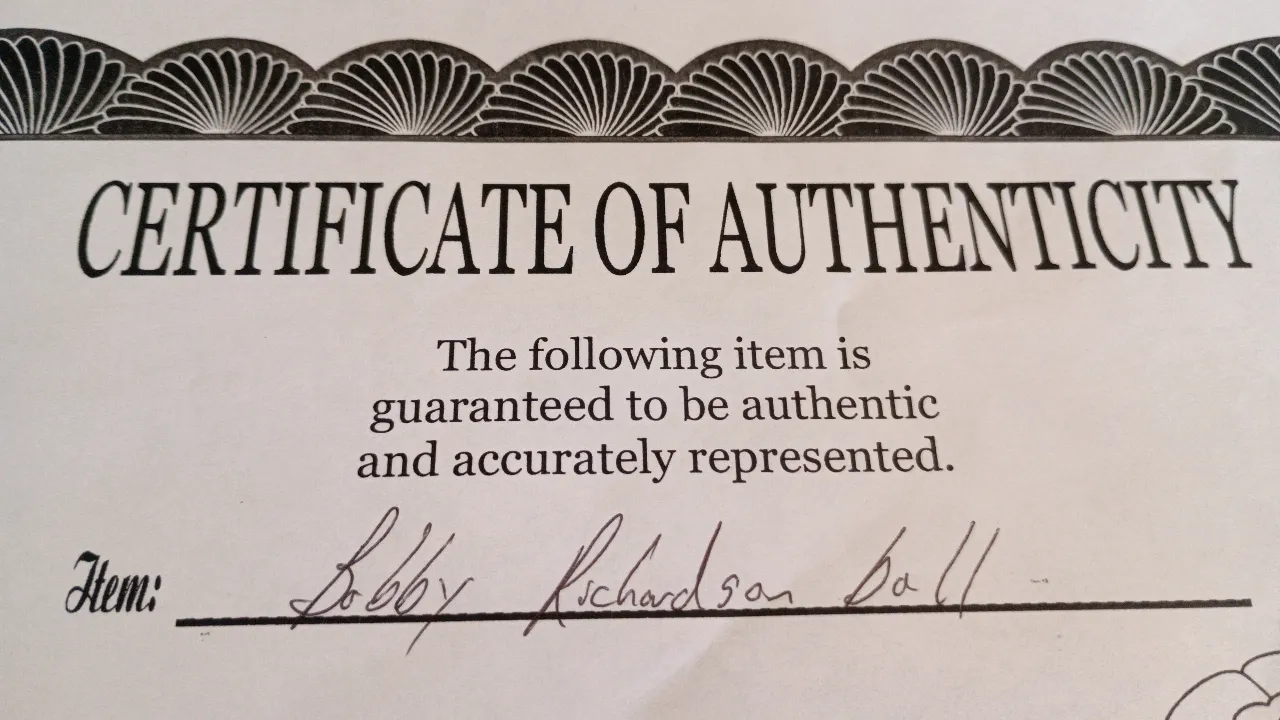 CERTIFICATE OF AUTHENTICITY
The following item is
guaranteed to be authentic
and accurately represented.
Item: Bobby Richardson ball